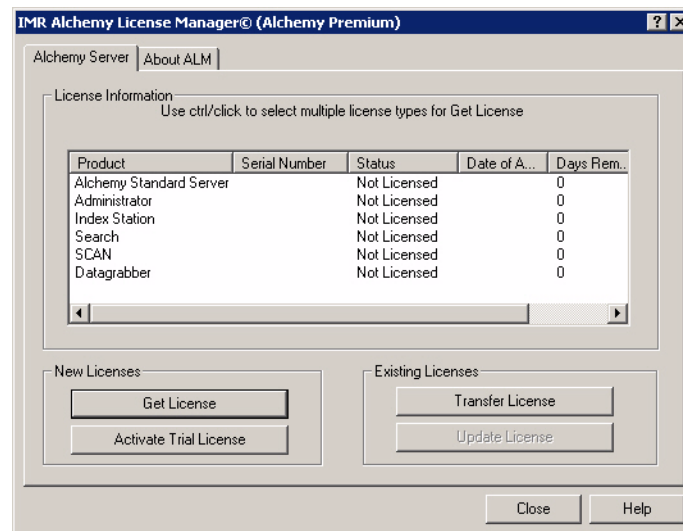 IMR Alchemy License Manager© (Alchemy Premium)
Alchemy Server About ALM
License Information
Use ctrl/click to select multiple license types for Get License
Product Serial Number Status Date of A... Days Rem..
Alchemy Standard Server Not Licensed 0
Administrator Not Licensed 0
Index Station Not Licensed 0
Search Not Licensed 0
SCAN Not Licensed 0
Datagrabber Not Licensed 0
New Licenses Existing Licenses
Get License Transfer License
Activate Trial License Update License
Close Help